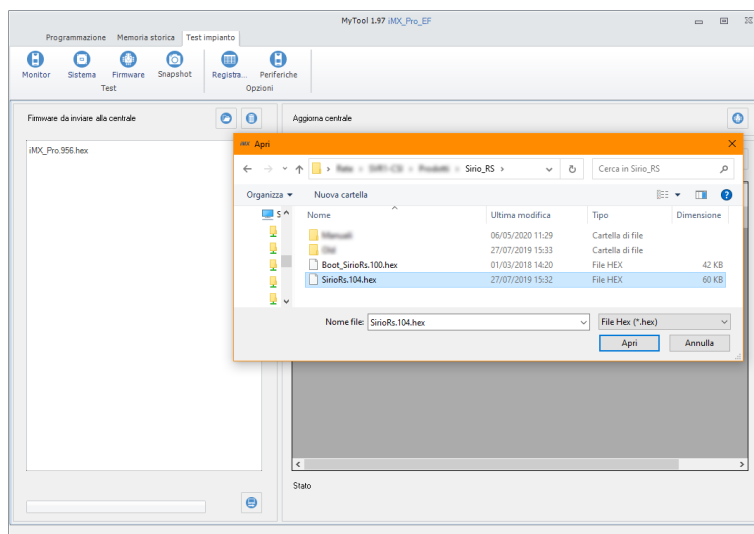 MyTool 1.97 iMX_Pro_EF
Programmazione Memoria storica Test impianto
Monitor Sistema Firmware Snapshot Registra... Periferiche
Test Opzioni
Firmware da inviare alla centrale
Aggiorna centrale
iMX_Pro.956.hex
iMX Apri
Sirio_RS
Cerca in Sirio_RS
Organizza Nuova cartella
Nome Ultima modifica Tipo Dimensione
06/05/2020 11:29 Cartella di file
27/07/2019 15:33 Cartella di file
Boot_SirioRs.100.hex 01/03/2018 14:20 File HEX 42 KB
SirioRs.104.hex 27/07/2019 15:32 File HEX 60 KB
Nome file: SirioRs.104.hex File Hex (*.hex)
Apri Annulla
Stato